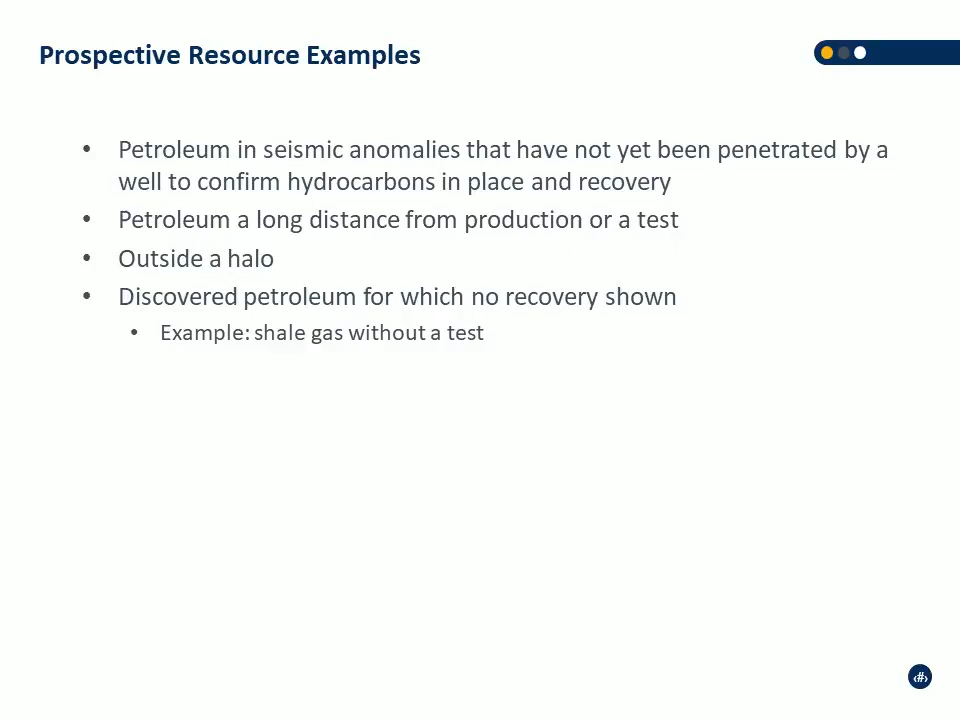 Prospective Resource Examples
• Petroleum in seismic anomalies that have not yet been penetrated by a
well to confirm hydrocarbons in place and recovery
• Petroleum a long distance from production or a test
• Outside a halo
• Discovered petroleum for which no recovery shown
• Example: shale gas without a test
‹#›